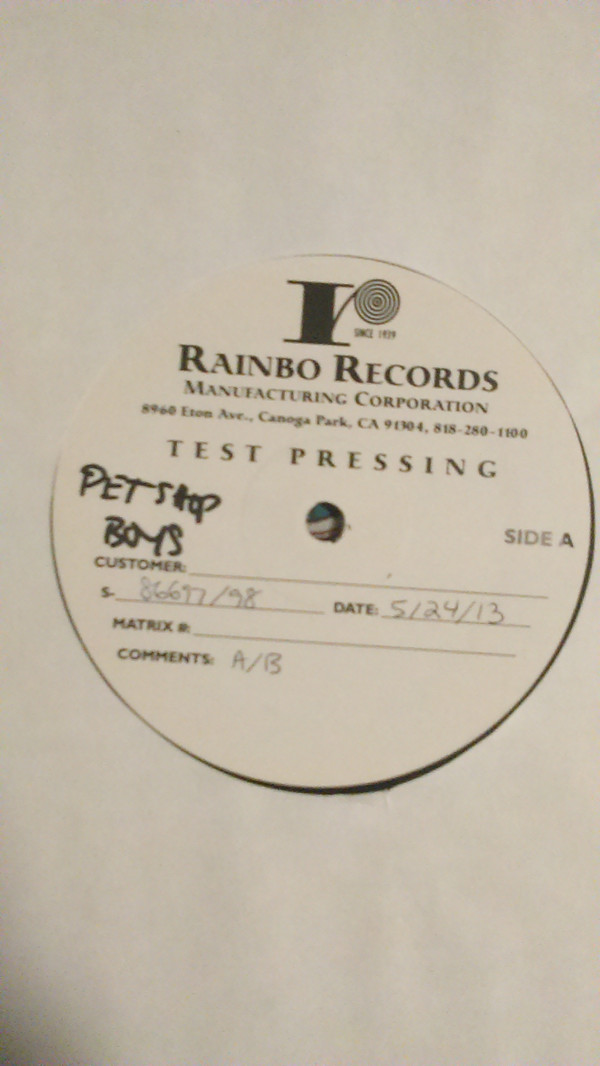 r
SINCE 1939
RAINBO RECORDS
MANUFACTURING CORPORATION
8960 Eton Ave., Canoga Park, CA 91304, 818-280-1100
TEST PRESSING
PET SHOP
BOYS
SIDE A
CUSTOMER:
S- 86697/98 DATE: 5/24/13
MATRIX #:
COMMENTS: A/B